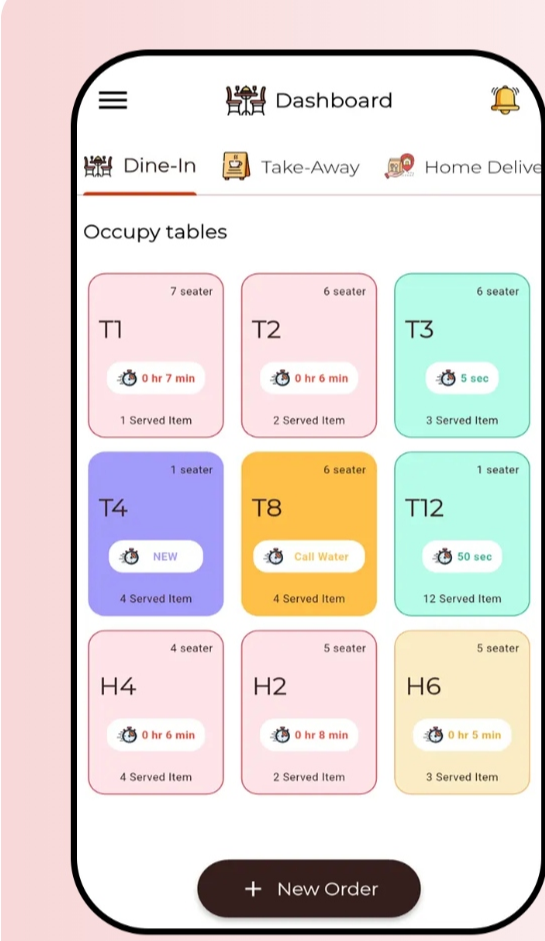 Dashboard
Dine-In Take-Away Home Delive
Occupy tables
7 seater 6 seater 6 seater
T1 T2 T3
0 hr 7 min 0 hr 6 min 5 sec
1 Served Item 2 Served Item 3 Served Item
1 seater 6 seater 1 seater
T4 T8 T12
NEW Call Water 50 sec
4 Served Item 4 Served Item 12 Served Item
4 seater 5 seater 5 seater
H4 H2 H6
0 hr 6 min 0 hr 8 min 0 hr 5 min
4 Served Item 2 Served Item 3 Served Item
+ New Order